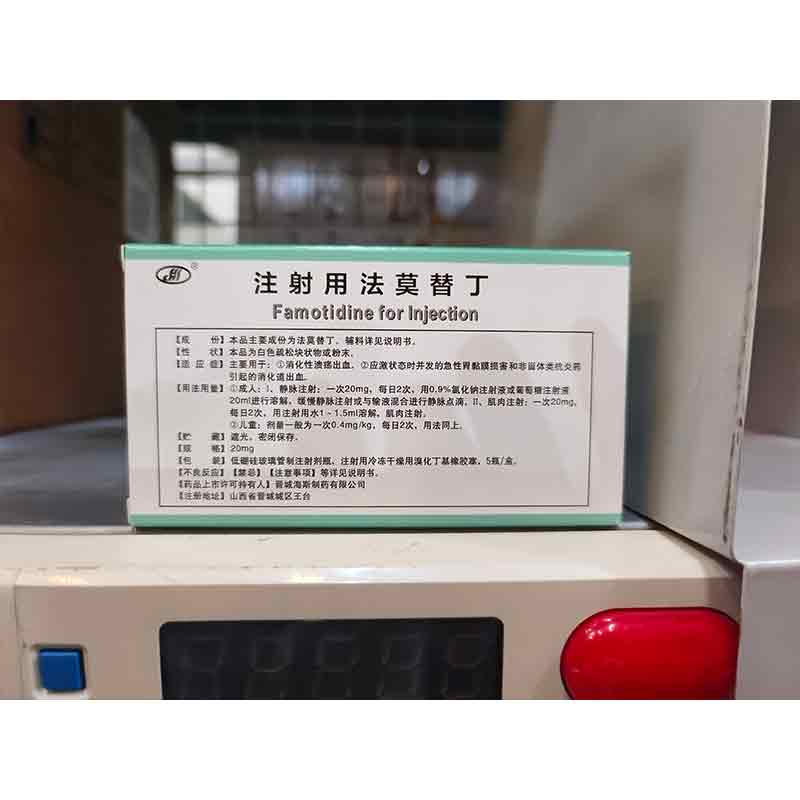 注射用法莫替丁
Famotidine for Injection
【成 份】本品主要成份为法莫替丁，辅料详见说明书。
【性 状】本品为白色疏松块状物或粉末。
【适 应 症】主要用于：①消化性溃疡出血。②应激状态时并发的急性胃黏膜损害和非甾体类抗炎药
引起的消化道出血。
【用法用量】①成人：Ⅰ、静脉注射：一次20mg，每日2次，用0.9%氯化钠注射液或葡萄糖注射液
20ml进行溶解，缓慢静脉注射或与输液混合进行静脉点滴。Ⅱ、肌肉注射：一次20mg，
每日2次，用注射用水1～1.5ml溶解，肌肉注射。
②儿童：剂量一般为一次0.4mg/kg，每日2次，用法同上。
【贮 藏】遮光，密闭保存。
【规 格】20mg
【包 装】低硼硅玻璃管制注射剂瓶，注射用冷冻干燥用溴化丁基橡胶塞，5瓶/盒。
【不良反应】【禁忌】【注意事项】等详见说明书。
【药品上市许可持有人】晋城海斯制药有限公司
【注册地址】山西省晋城城区王台